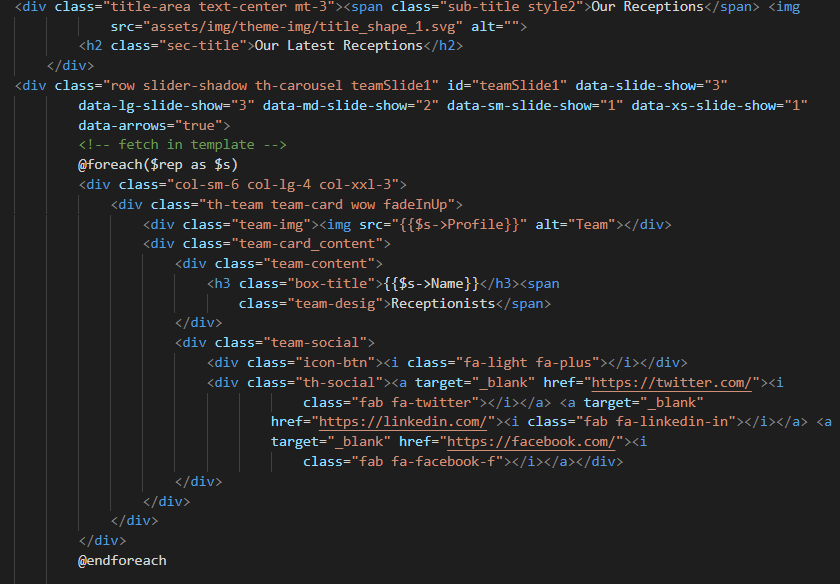 <div class="title-area text-center mt-3"><span class="sub-title style2">Our Receptions</span> <img
src="assets/img/theme-img/title_shape_1.svg" alt="">
<h2 class="sec-title">Our Latest Receptions</h2>
</div>
<div class="row slider-shadow th-carousel teamSlide1" id="teamSlide1" data-slide-show="3"
data-lg-slide-show="3" data-md-slide-show="2" data-sm-slide-show="1" data-xs-slide-show="1"
data-arrows="true">
<!-- fetch in template -->
@foreach($rep as $s)
<div class="col-sm-6 col-lg-4 col-xxl-3">
<div class="th-team team-card wow fadeInUp">
<div class="team-img"><img src="{{$s->Profile}}" alt="Team"></div>
<div class="team-card_content">
<div class="team-content">
<h3 class="box-title">{{$s->Name}}</h3><span
class="team-desig">Receptionists</span>
</div>
<div class="team-social">
<div class="icon-btn"><i class="fa-light fa-plus"></i></div>
<div class="th-social"><a target="_blank" href="https://twitter.com/"><i
class="fab fa-twitter"></i></a> <a target="_blank"
href="https://linkedin.com/"><i class="fab fa-linkedin-in"></i></a> <a
target="_blank" href="https://facebook.com/"><i
class="fab fa-facebook-f"></i></a></div>
</div>
</div>
</div>
</div>
@endforeach